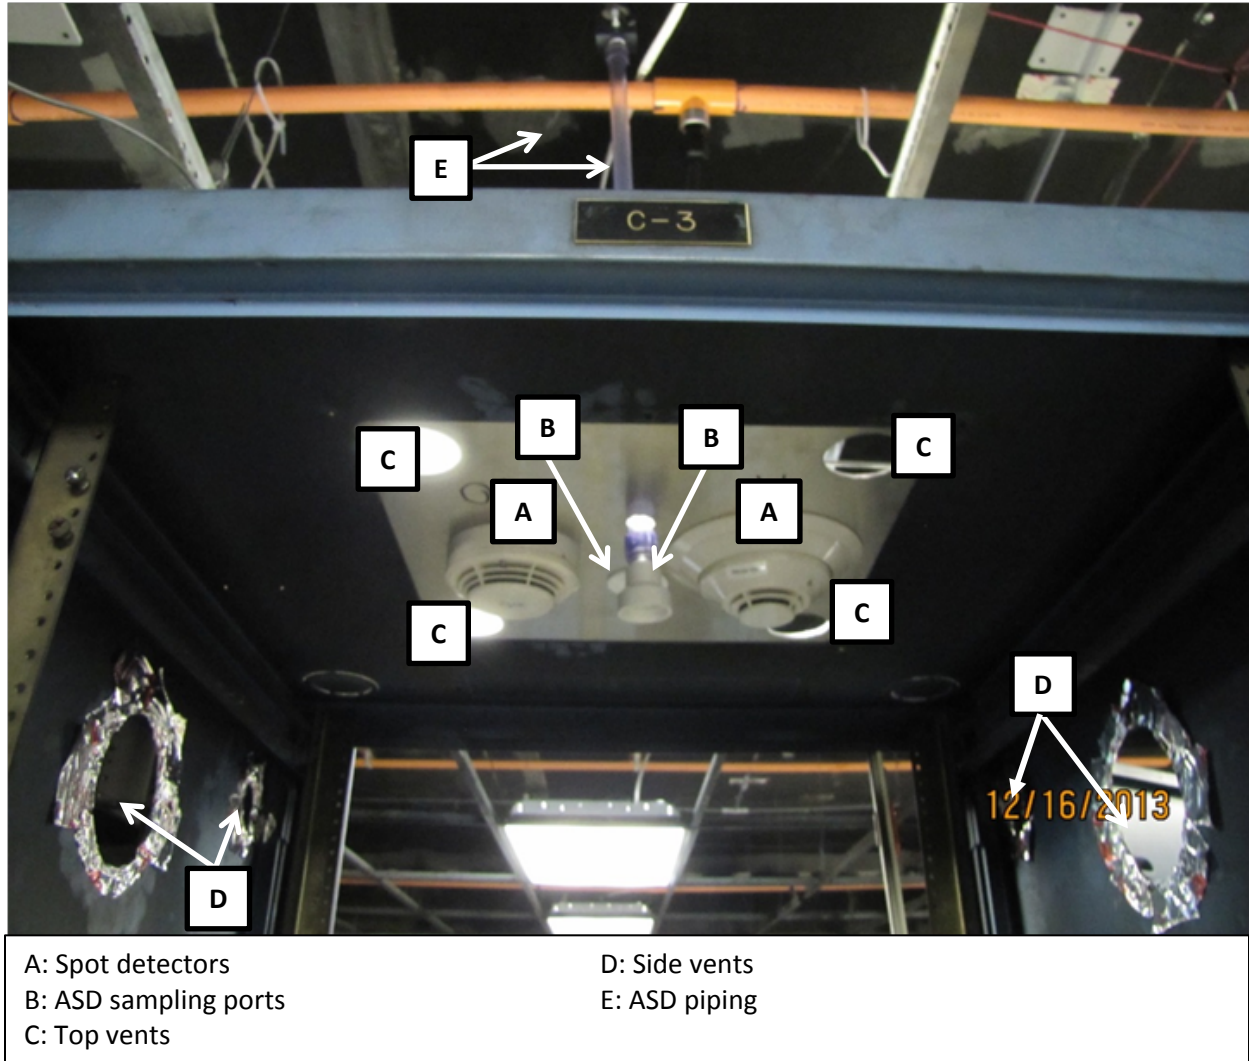 E
C-3
B
B
C
C
A
A
C
C
D
12/16/2013
D
A: Spot detectors
B: ASD sampling ports
C: Top vents
D: Side vents
E: ASD piping